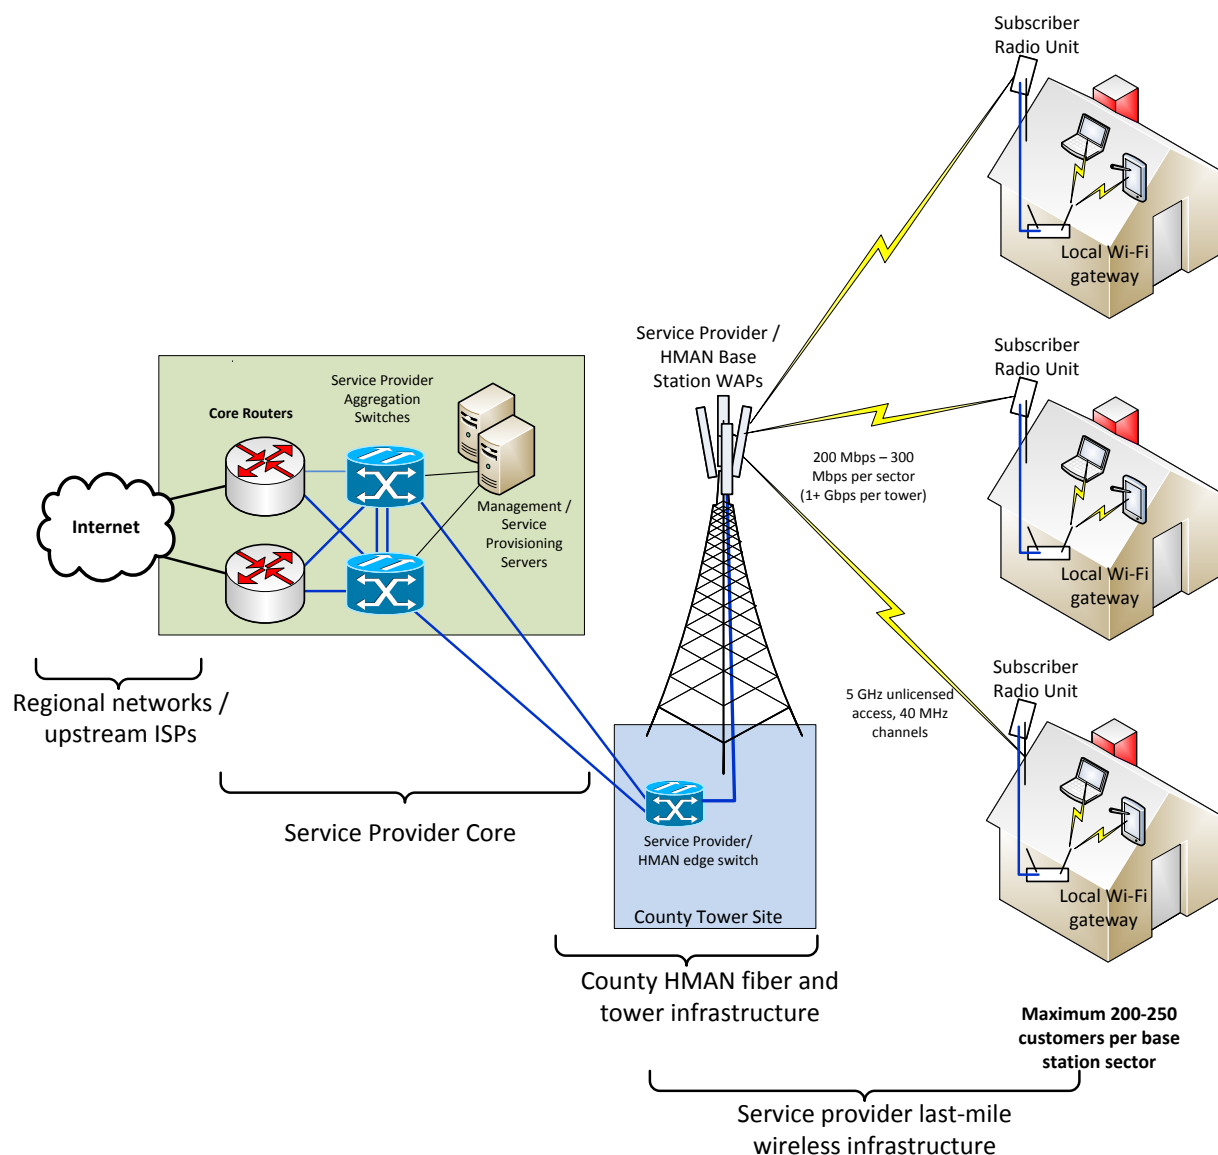 Subscriber
Radio Unit
Local Wi-Fi
gateway
Service Provider /
HMAN Base
Station WAPs
Subscriber
Radio Unit
Service Provider
Aggregation
Switches
Core Routers
200 Mbps – 300
Mbps per sector
(1+ Gbps per tower)
Internet
Management /
Service
Provisioning
Servers
Local Wi-Fi
gateway
Regional networks /
upstream ISPs
Subscriber
Radio Unit
5 GHz unlicensed
access, 40 MHz
channels
Service Provider Core
Service Provider/
HMAN edge switch
County Tower Site
Local Wi-Fi
gateway
County HMAN fiber and
tower infrastructure
Maximum 200-250
customers per base
station sector
Service provider last-mile
wireless infrastructure